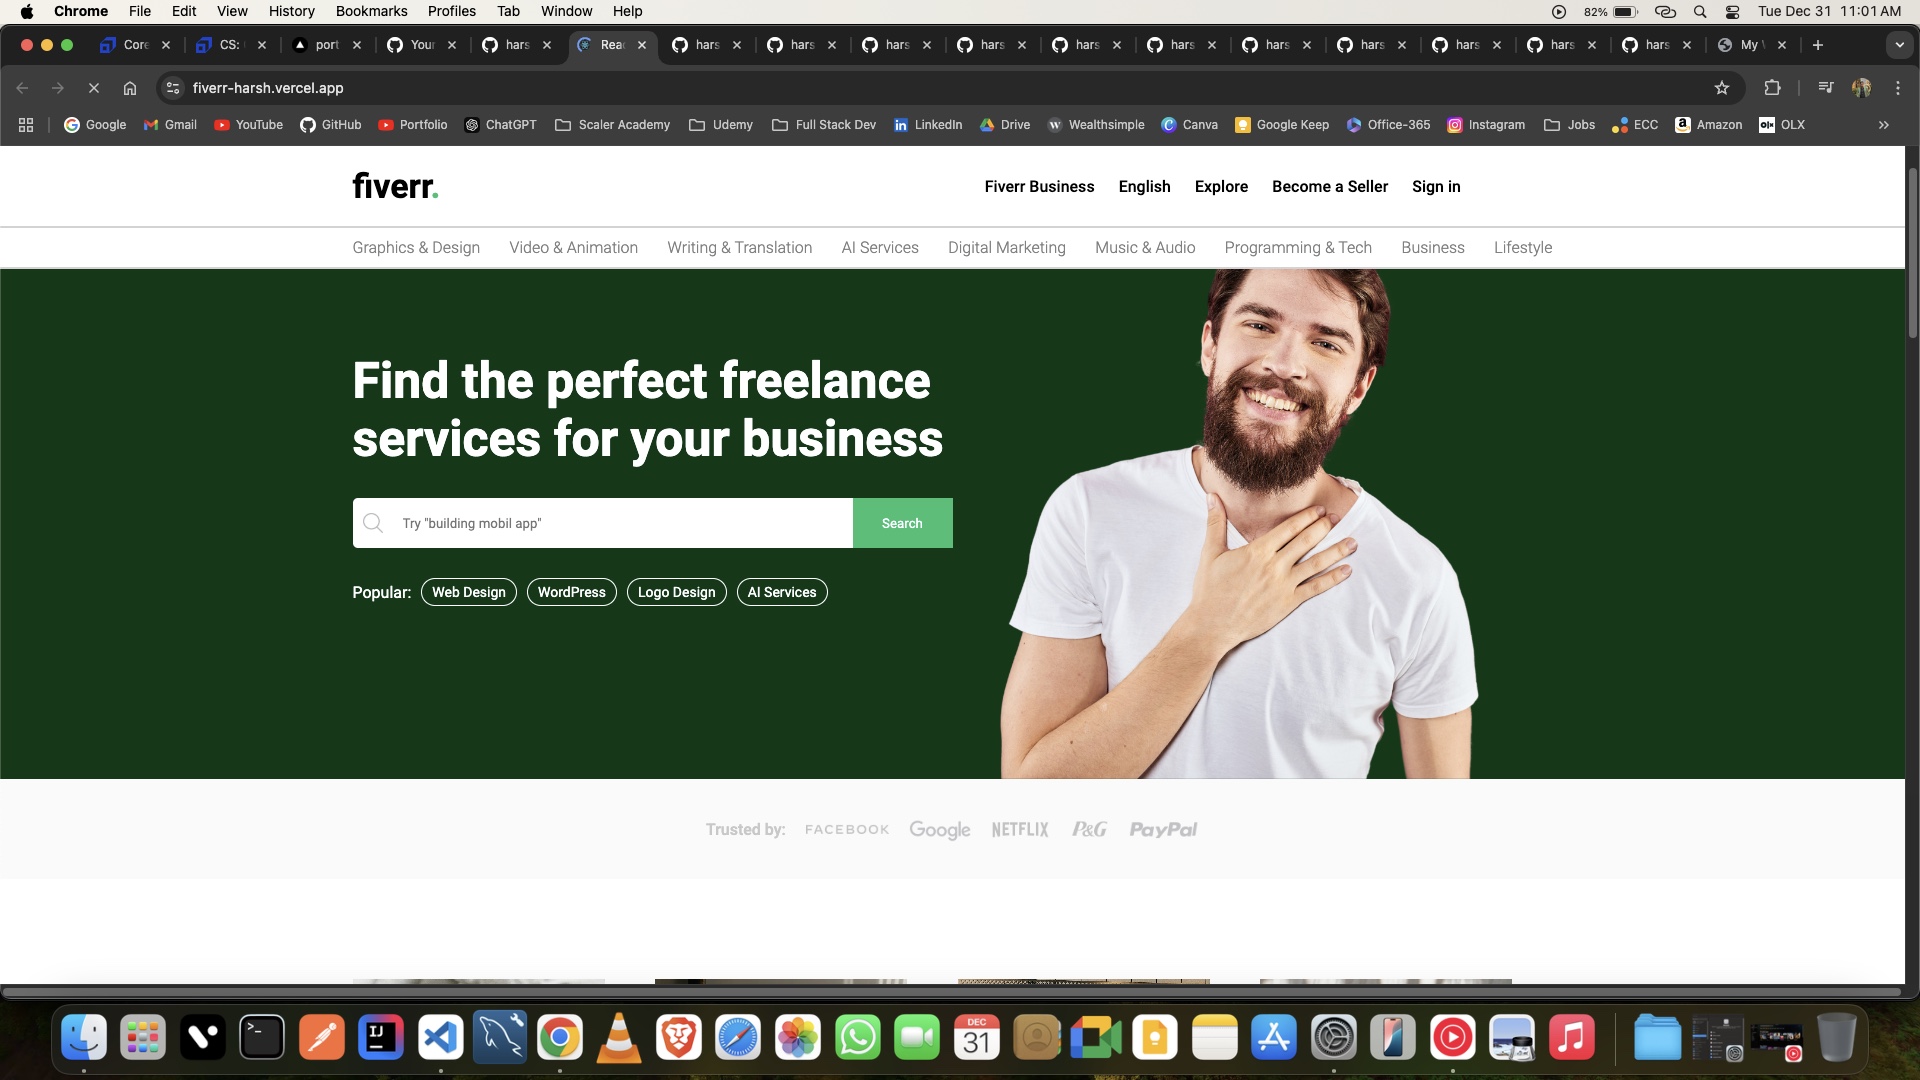 Chrome File Edit View History Bookmarks Profiles Tab Window Help 82% Tue Dec 31 11:01 AM
Core CS: port Your hars Reac hars hars hars hars hars hars hars hars hars hars hars My
fiverr-harsh.vercel.app
Google Gmail YouTube GitHub Portfolio ChatGPT Scaler Academy Udemy Full Stack Dev LinkedIn Drive Wealthsimple Canva Google Keep Office-365 Instagram Jobs ECC Amazon OLX
fiverr. Fiverr Business English Explore Become a Seller Sign in
Graphics & Design Video & Animation Writing & Translation AI Services Digital Marketing Music & Audio Programming & Tech Business Lifestyle
Find the perfect freelance
services for your business
Try "building mobil app" Search
Popular: Web Design WordPress Logo Design AI Services
Trusted by: FACEBOOK Google NETFLIX P&G PayPal
DEC
31